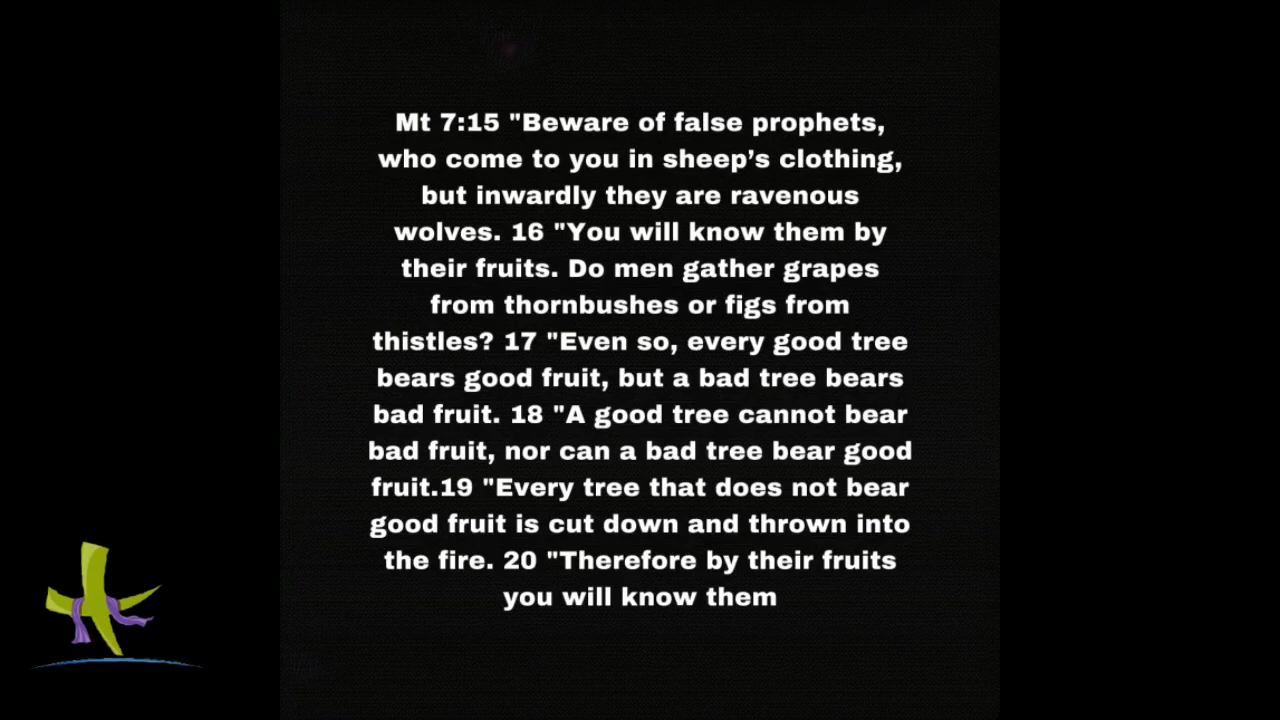 Mt 7:15 "Beware of false prophets,
who come to you in sheep’s clothing,
but inwardly they are ravenous
wolves. 16 "You will know them by
their fruits. Do men gather grapes
from thornbushes or figs from
thistles? 17 "Even so, every good tree
bears good fruit, but a bad tree bears
bad fruit. 18 "A good tree cannot bear
bad fruit, nor can a bad tree bear good
fruit.19 "Every tree that does not bear
good fruit is cut down and thrown into
the fire. 20 "Therefore by their fruits
you will know them